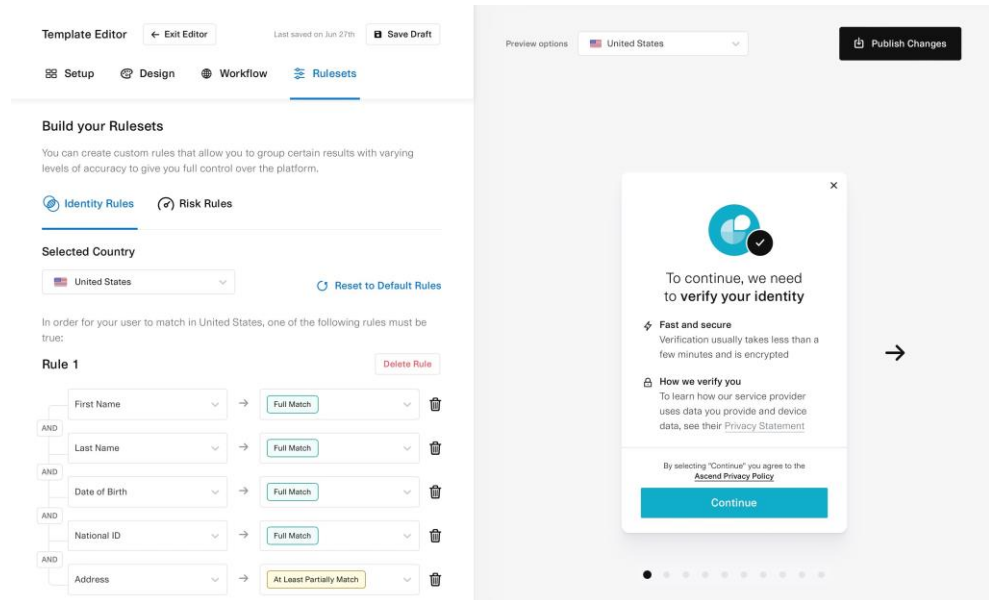 Template Editor
← Exit Editor
Last saved on Jun 27th
Save Draft
Setup
Design
Workflow
Rulesets
Build your Rulesets
You can create custom rules that allow you to group certain results with varying
levels of accuracy to give you full control over the platform.
Identity Rules
Risk Rules
Selected Country
United States
Reset to Default Rules
In order for your user to match in United States, one of the following rules must be
true:
Rule 1
Delete Rule
First Name → Full Match
AND
Last Name → Full Match
AND
Date of Birth → Full Match
AND
National ID → Full Match
AND
Address → At Least Partially Match
Preview options
United States
Publish Changes
To continue, we need
to verify your identity
Fast and secure
Verification usually takes less than a
few minutes and is encrypted
How we verify you
To learn how our service provider
uses data you provide and device
data, see their Privacy Statement
By selecting "Continue" you agree to the
Ascend Privacy Policy
Continue